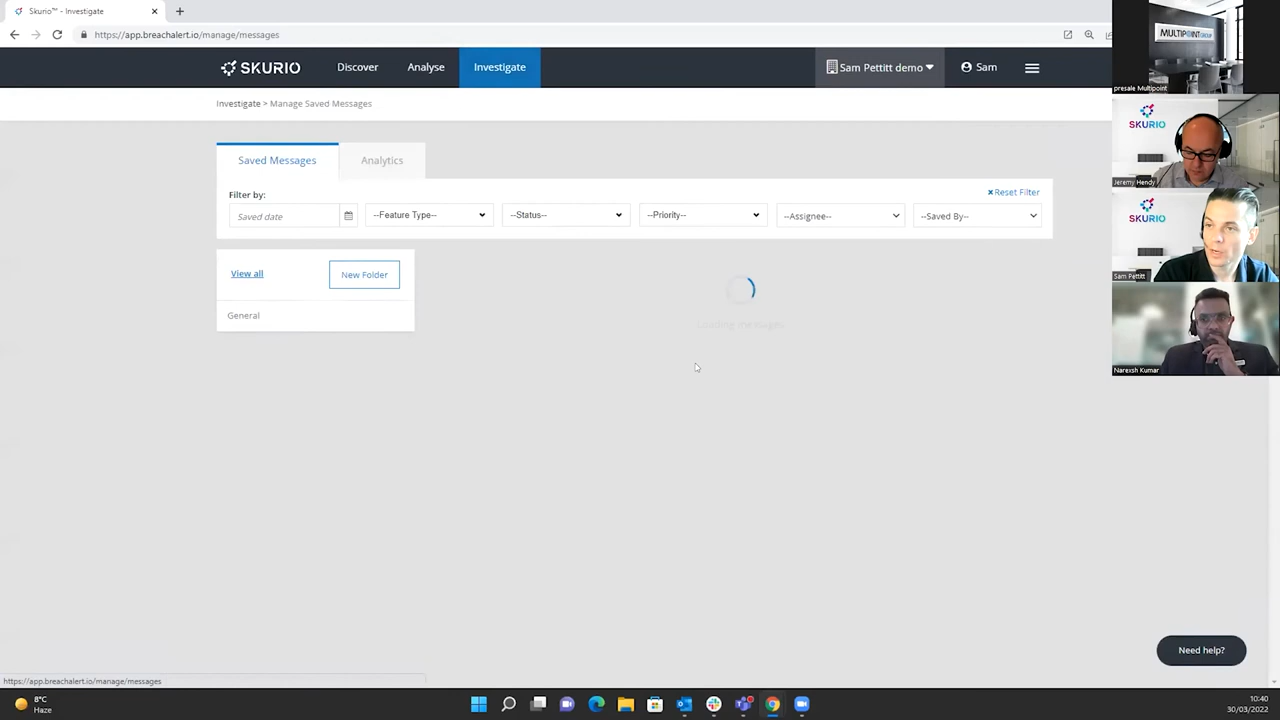 Skurio™ - Investigate
https://app.breachalert.io/manage/messages
SKURIO
Discover
Analyse
Investigate
Sam Pettitt demo
Sam
Investigate > Manage Saved Messages
Saved Messages
Analytics
Filter by:
Reset Filter
Saved date
--Feature Type--
--Status--
--Priority--
--Assignee--
--Saved By--
View all
New Folder
General
Loading messages
Need help?
https://app.breachalert.io/manage/messages
8°C
Haze
10:40
30/03/2022
MULTIPOINT GROUP
presale Multipoint
SKURIO
Jeremy Hendy
SKURIO
Sam Pettitt
Narexsh Kumar